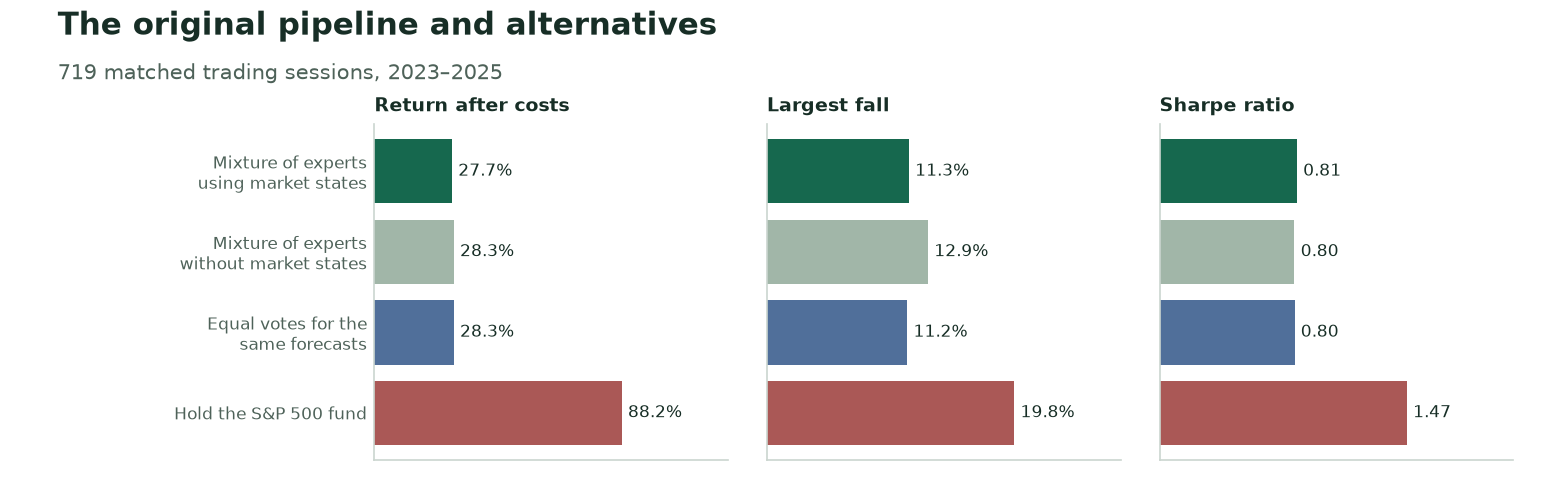 The original pipeline and alternatives
719 matched trading sessions, 2023–2025
Return after costs
Largest fall
Sharpe ratio
Mixture of experts
using market states
27.7%
11.3%
0.81
Mixture of experts
without market states
28.3%
12.9%
0.80
Equal votes for the
same forecasts
28.3%
11.2%
0.80
Hold the S&P 500 fund
88.2%
19.8%
1.47